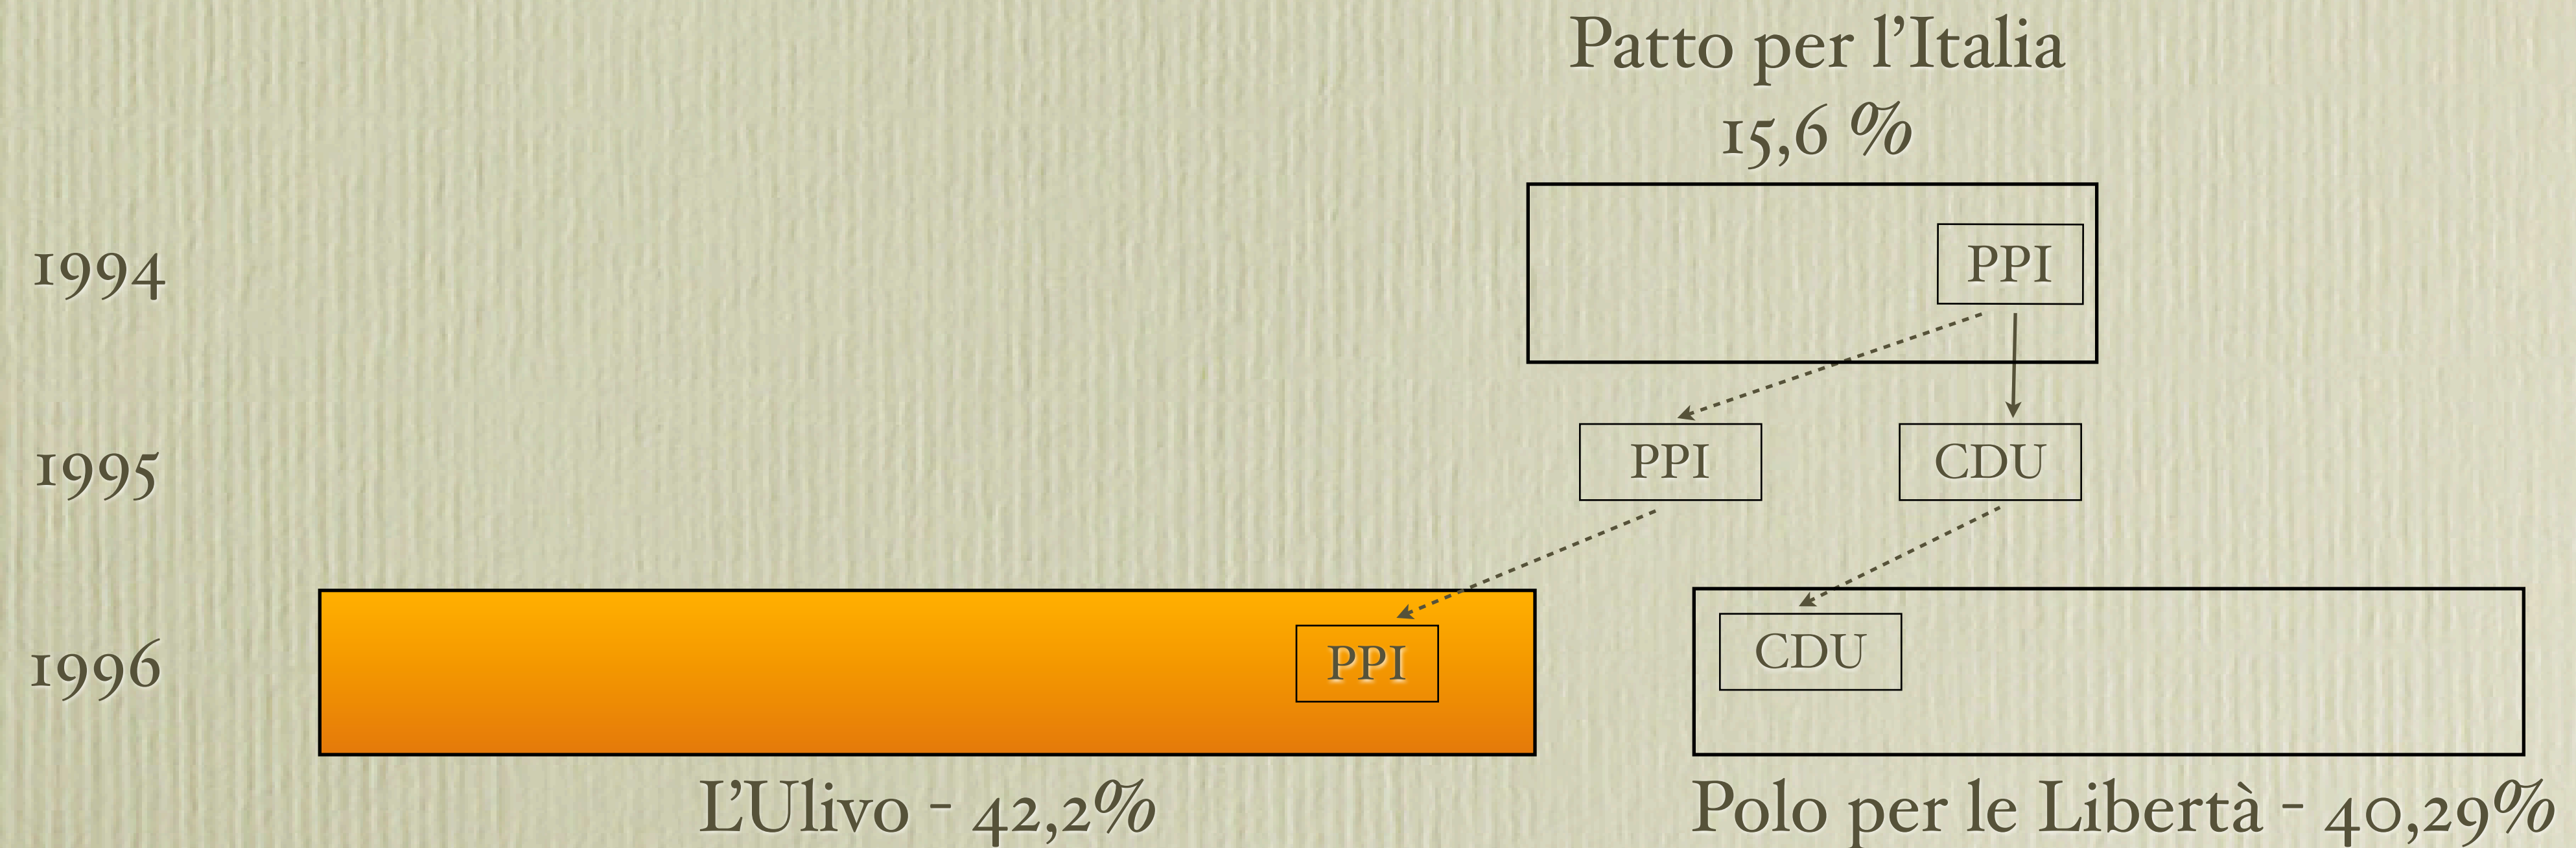 Patto per l’Italia
15,6 %
1994
PPI
1995
PPI
CDU
1996
PPI
CDU
L’Ulivo - 42,2%
Polo per le Libertà - 40,29%